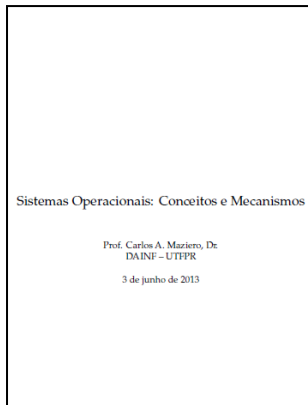 Sistemas Operacionais: Conceitos e Mecanismos
Prof. Carlos A. Maziero, Dr.
DAINF – UTFPR
3 de junho de 2013